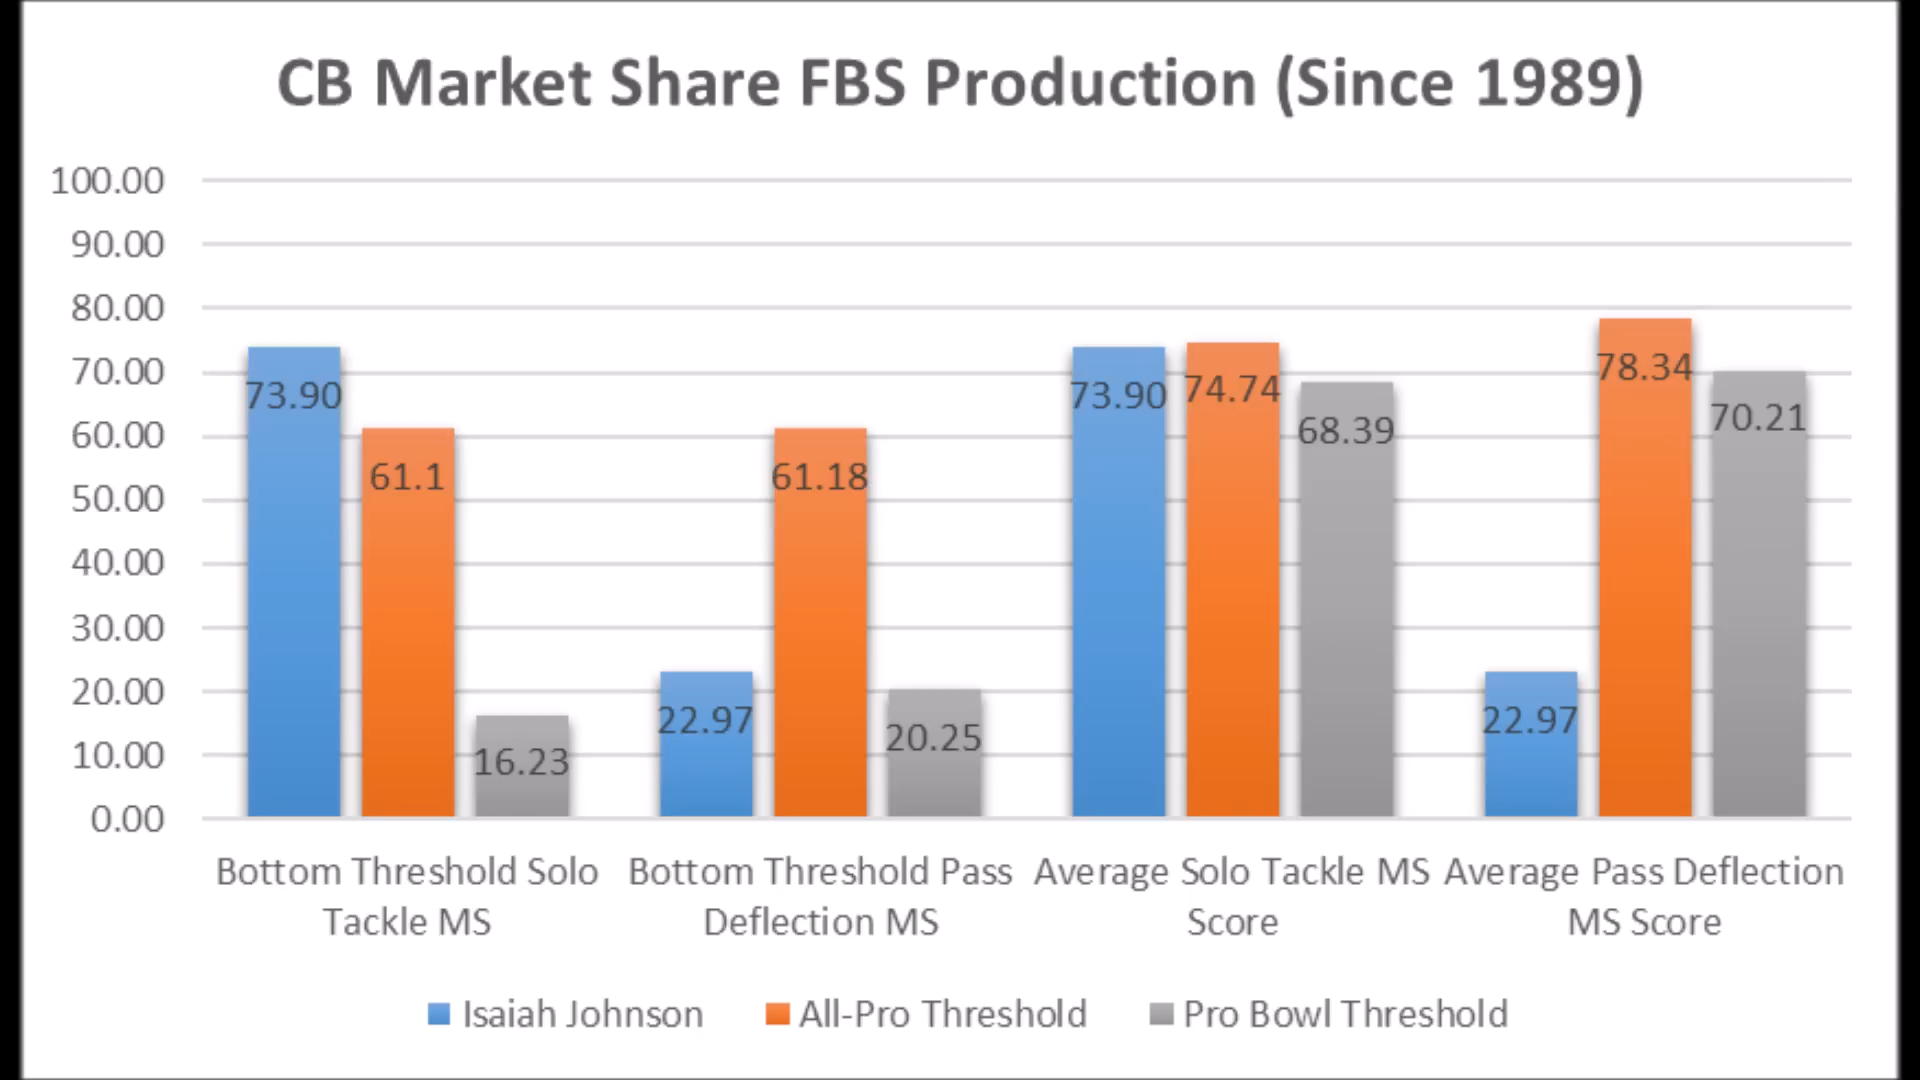 CB Market Share FBS Production (Since 1989)
100.00
90.00
80.00
70.00
60.00
50.00
40.00
30.00
20.00
10.00
0.00
73.90
61.1
16.23
22.97
61.18
20.25
73.90
74.74
68.39
22.97
78.34
70.21
Bottom Threshold Solo
Tackle MS
Bottom Threshold Pass
Deflection MS
Average Solo Tackle MS
Score
Average Pass Deflection
MS Score
Isaiah Johnson
All-Pro Threshold
Pro Bowl Threshold